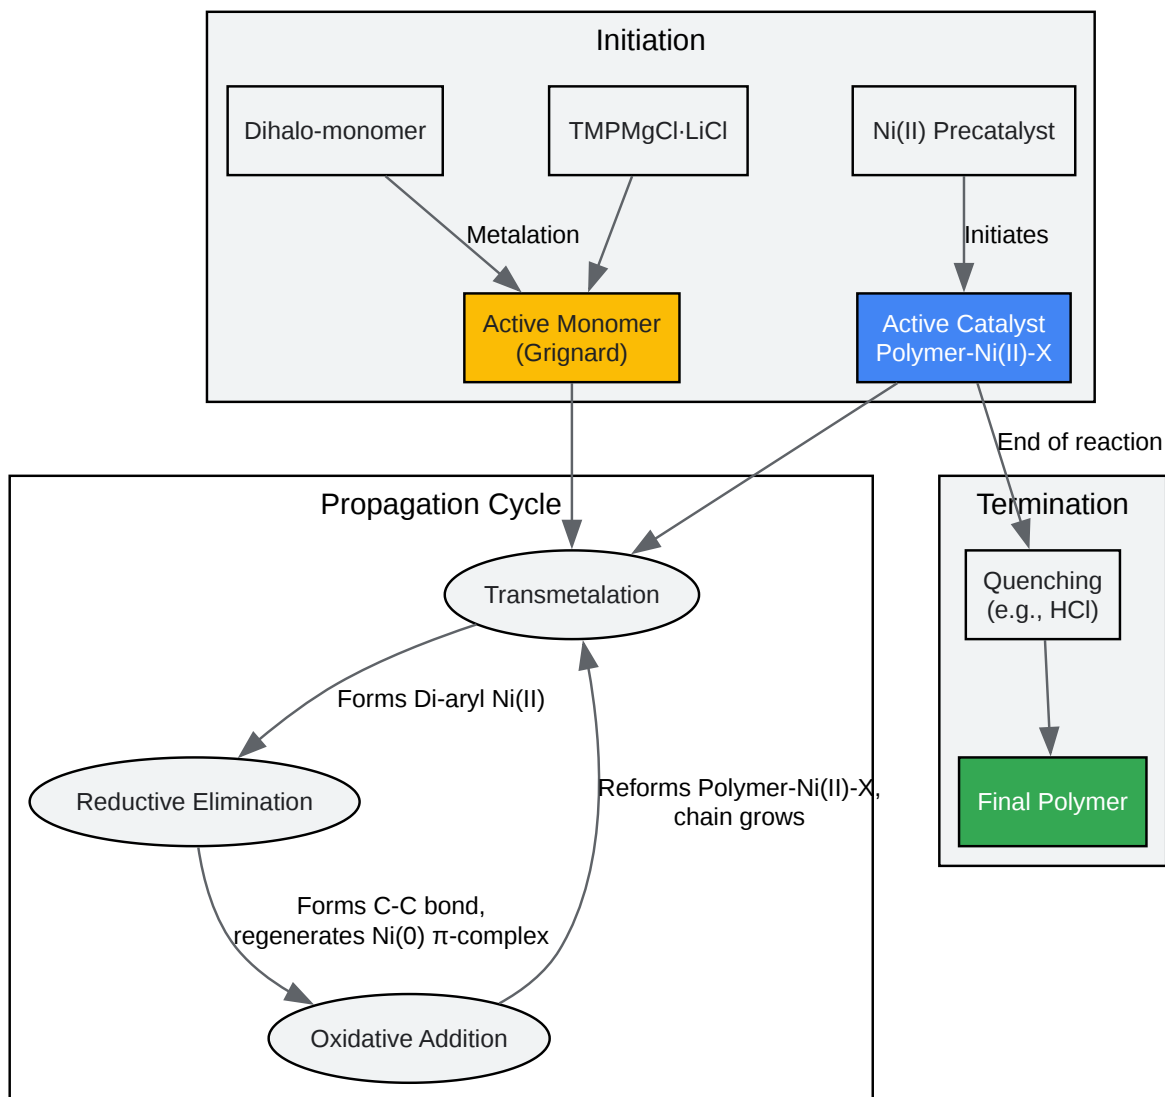 Initiation
Dihalo-monomer
TMPMgCl·LiCl
Ni(II) Precatalyst
Metalation
Initiates
Active Monomer
(Grignard)
Active Catalyst
Polymer-Ni(II)-X
End of reaction
Propagation Cycle
Termination
Transmetalation
Quenching
(e.g., HCl)
Forms Di-aryl Ni(II)
Reductive Elimination
Reforms Polymer-Ni(II)-X,
chain grows
Final Polymer
Forms C-C bond,
regenerates Ni(0) π-complex
Oxidative Addition